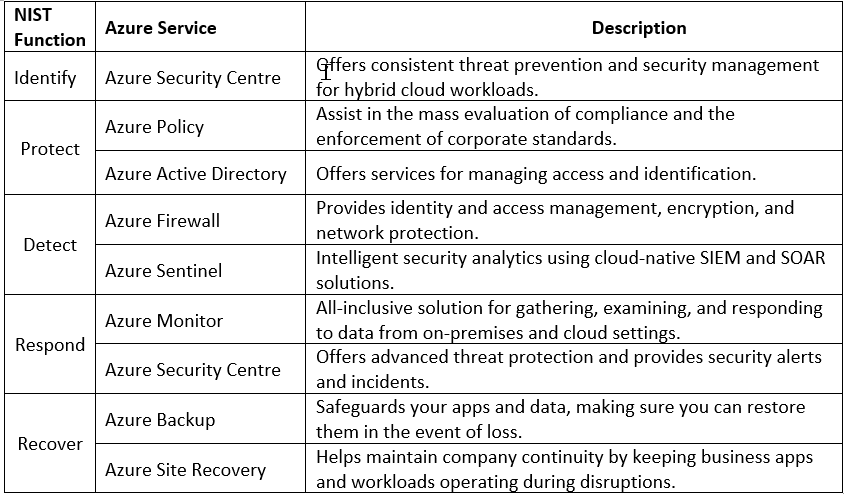 NIST
Function
Azure Service
Description
Identify
Azure Security Centre
Offers consistent threat prevention and security management
for hybrid cloud workloads.
Protect
Azure Policy
Assist in the mass evaluation of compliance and the
enforcement of corporate standards.
Azure Active Directory
Offers services for managing access and identification.
Detect
Azure Firewall
Provides identity and access management, encryption, and
network protection.
Azure Sentinel
Intelligent security analytics using cloud-native SIEM and SOAR
solutions.
Respond
Azure Monitor
All-inclusive solution for gathering, examining, and responding
to data from on-premises and cloud settings.
Azure Security Centre
Offers advanced threat protection and provides security alerts
and incidents.
Recover
Azure Backup
Safeguards your apps and data, making sure you can restore
them in the event of loss.
Azure Site Recovery
Helps maintain company continuity by keeping business apps
and workloads operating during disruptions.